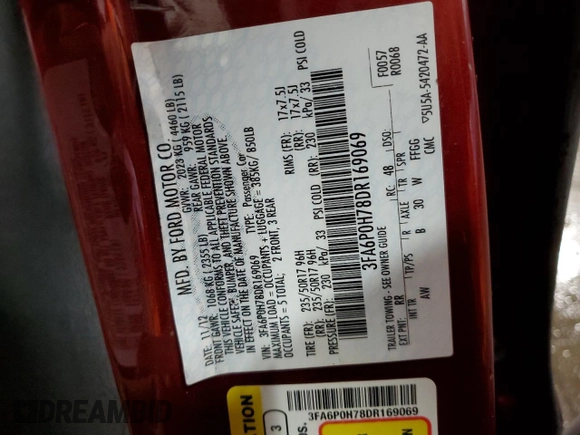 MFD. BY FORD MOTOR CO.
DATE: 11/12 GVWR: 2023 KG ( 4460 LB)
FRONT GAWR: 1068 KG ( 2355 LB) REAR GAWR: 959 KG ( 2115 LB)
THIS VEHICLE CONFORMS TO ALL APPLICABLE FEDERAL MOTOR
VEHICLE SAFETY, BUMPER, AND THEFT PREVENTION STANDARDS
IN EFFECT ON THE DATE OF MANUFACTURE SHOWN ABOVE.
VIN: 3FA6P0H78DR169069 TYPE: Passenger Car
MAXIMUM LOAD = OCCUPANTS + LUGGAGE = 385KG/ 850LB
OCCUPANTS = 5 TOTAL: 2 FRONT, 3 REAR
TIRE (FR): 235/50R17 96H RIMS (FR): 17x7.5J
(RR): 235/50R17 96H (RR): 17x7.5J
PRESSURE (FR): 230 kPa/ 33 PSI COLD (RR): 230 kPa/ 33 PSI COLD
3FA6P0H78DR169069
TRAILER TOWING - SEE OWNER GUIDE
F0057
R0068
EXT PNT: RR RC: 48 DSO:
INT TR TP/PS R AXLE TR SPR
AW B 30 W FFGG
CMC
▽5U5A-5420472-AA
3FA6P0H78DR169069
3
DREAMBID